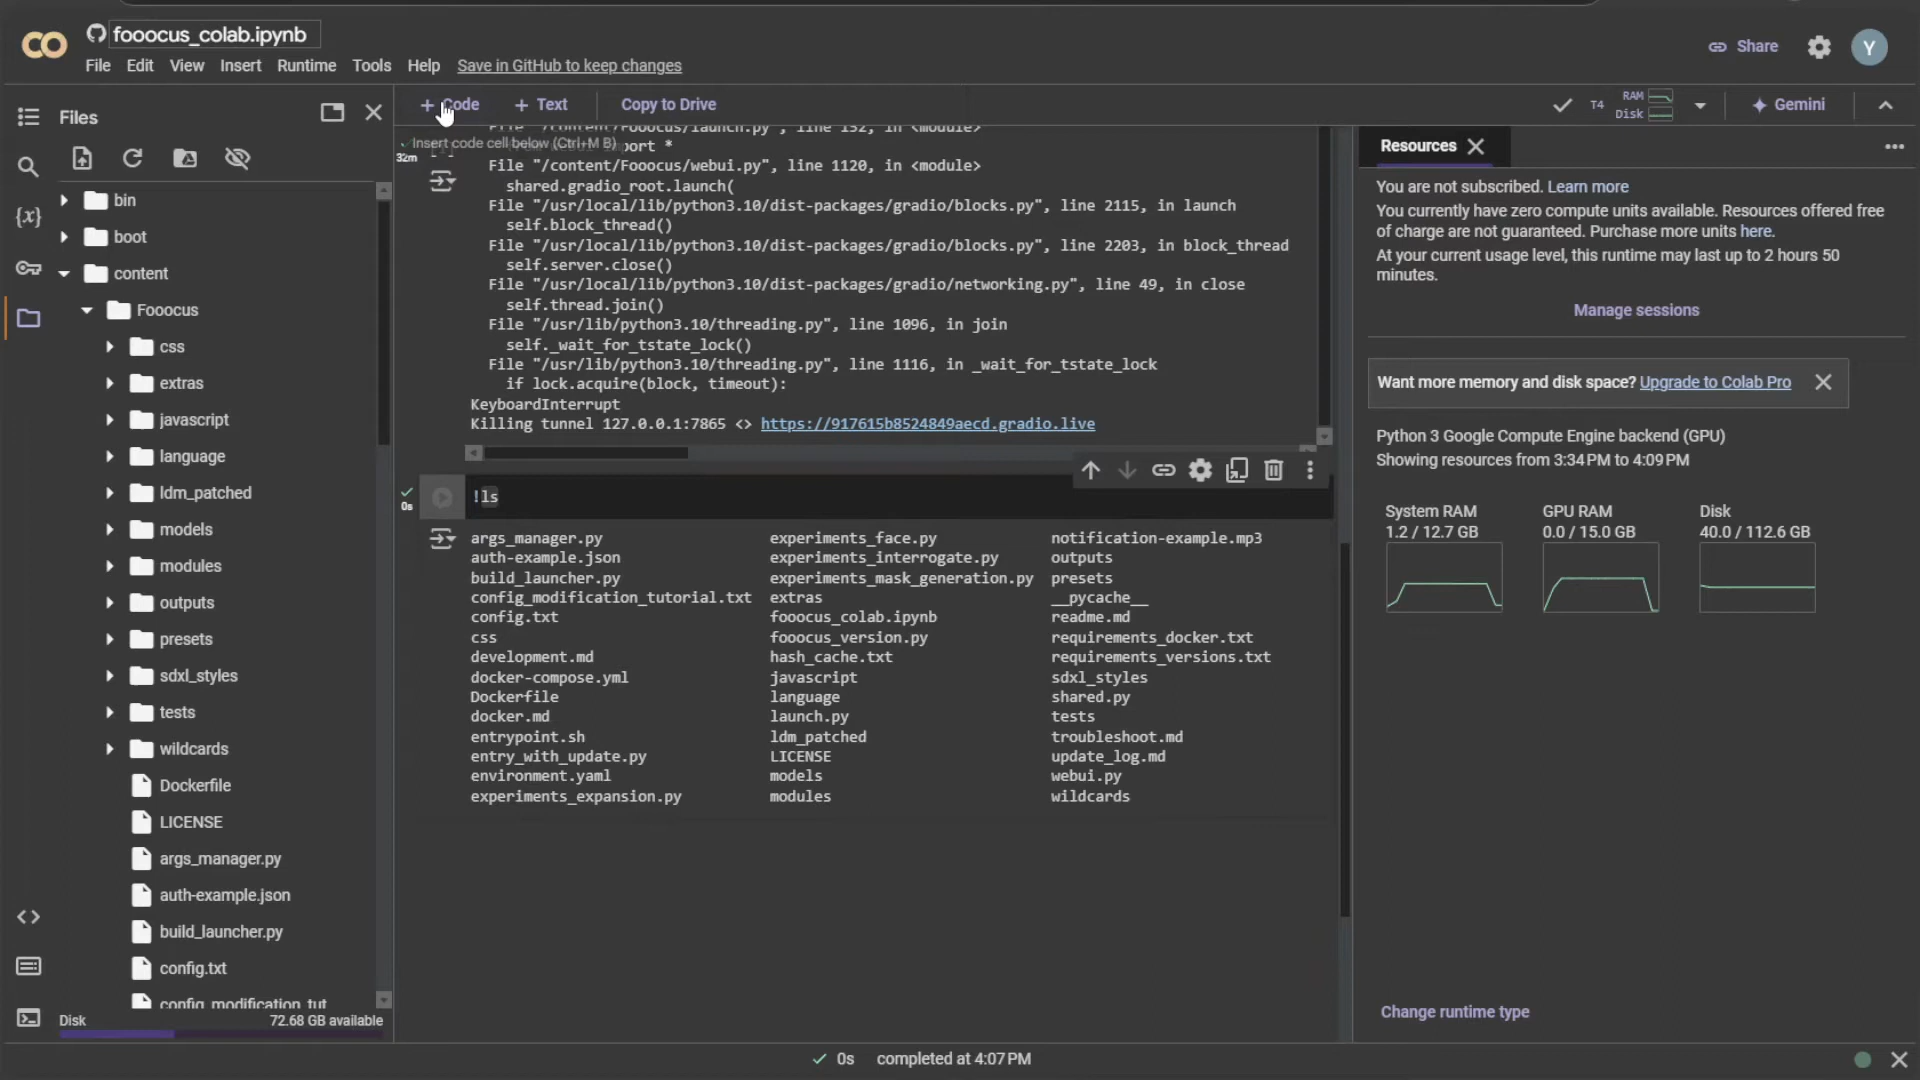 fooocus_colab.ipynb
File Edit View Insert Runtime Tools Help Save in GitHub to keep changes
Share
Y
Files
+ Code + Text Copy to Drive
T4 RAM Disk
Gemini
bin
boot
content
Fooocus
css
extras
javascript
language
ldm_patched
models
modules
outputs
presets
sdxl_styles
tests
wildcards
Dockerfile
LICENSE
args_manager.py
auth-example.json
build_launcher.py
config.txt
config_modification_tut
Disk 72.68 GB available
File "/content/Fooocus/launch.py", line 152, in <module>
Insert code cell below (Ctrl+M B)
32m
import *
File "/content/Fooocus/webui.py", line 1120, in <module>
shared.gradio_root.launch(
File "/usr/local/lib/python3.10/dist-packages/gradio/blocks.py", line 2115, in launch
self.block_thread()
File "/usr/local/lib/python3.10/dist-packages/gradio/blocks.py", line 2203, in block_thread
self.server.close()
File "/usr/local/lib/python3.10/dist-packages/gradio/networking.py", line 49, in close
self.thread.join()
File "/usr/lib/python3.10/threading.py", line 1096, in join
self._wait_for_tstate_lock()
File "/usr/lib/python3.10/threading.py", line 1116, in _wait_for_tstate_lock
if lock.acquire(block, timeout):
KeyboardInterrupt
Killing tunnel 127.0.0.1:7865 <> https://917615b8524849aecd.gradio.live
0s
!ls
args_manager.py experiments_face.py notification-example.mp3
auth-example.json experiments_interrogate.py outputs
build_launcher.py experiments_mask_generation.py presets
config_modification_tutorial.txt extras __pycache__
config.txt fooocus_colab.ipynb readme.md
css fooocus_version.py requirements_docker.txt
development.md hash_cache.txt requirements_versions.txt
docker-compose.yml javascript sdxl_styles
Dockerfile language shared.py
docker.md launch.py tests
entrypoint.sh ldm_patched troubleshoot.md
entry_with_update.py LICENSE update_log.md
environment.yaml models webui.py
experiments_expansion.py modules wildcards
Resources
You are not subscribed. Learn more
You currently have zero compute units available. Resources offered free
of charge are not guaranteed. Purchase more units here.
At your current usage level, this runtime may last up to 2 hours 50
minutes.
Manage sessions
Want more memory and disk space? Upgrade to Colab Pro
Python 3 Google Compute Engine backend (GPU)
Showing resources from 3:34 PM to 4:09 PM
System RAM GPU RAM Disk
1.2 / 12.7 GB 0.0 / 15.0 GB 40.0 / 112.6 GB
Change runtime type
0s completed at 4:07 PM